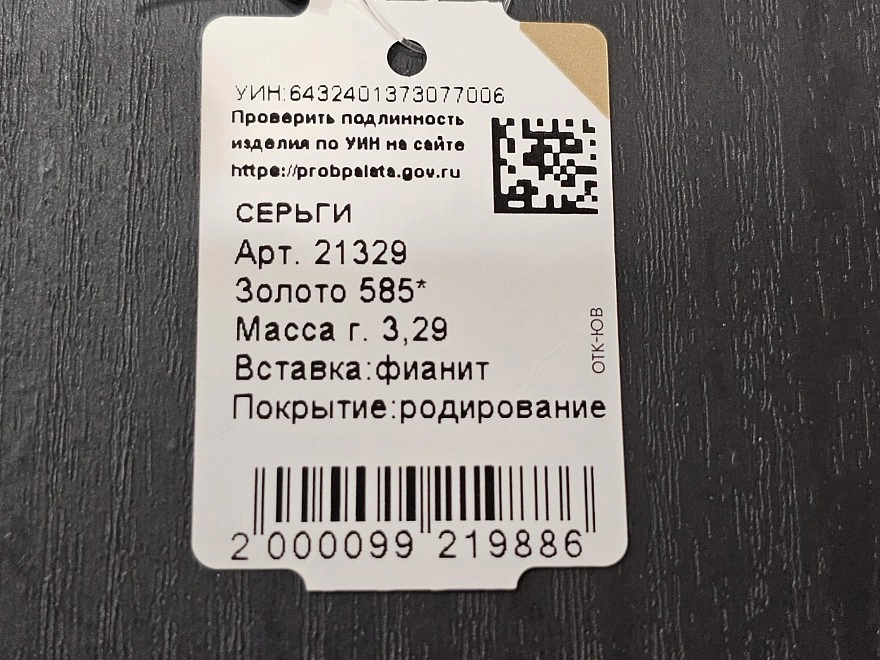 УИН:6432401373077006
Проверить подлинность
изделия по УИН на сайте
https://probpalata.gov.ru
СЕРЬГИ
Арт. 21329
Золото 585*
Масса г. 3,29
Вставка:фианит
Покрытие:родирование
ОТК-ЮВ
2 000099 219886